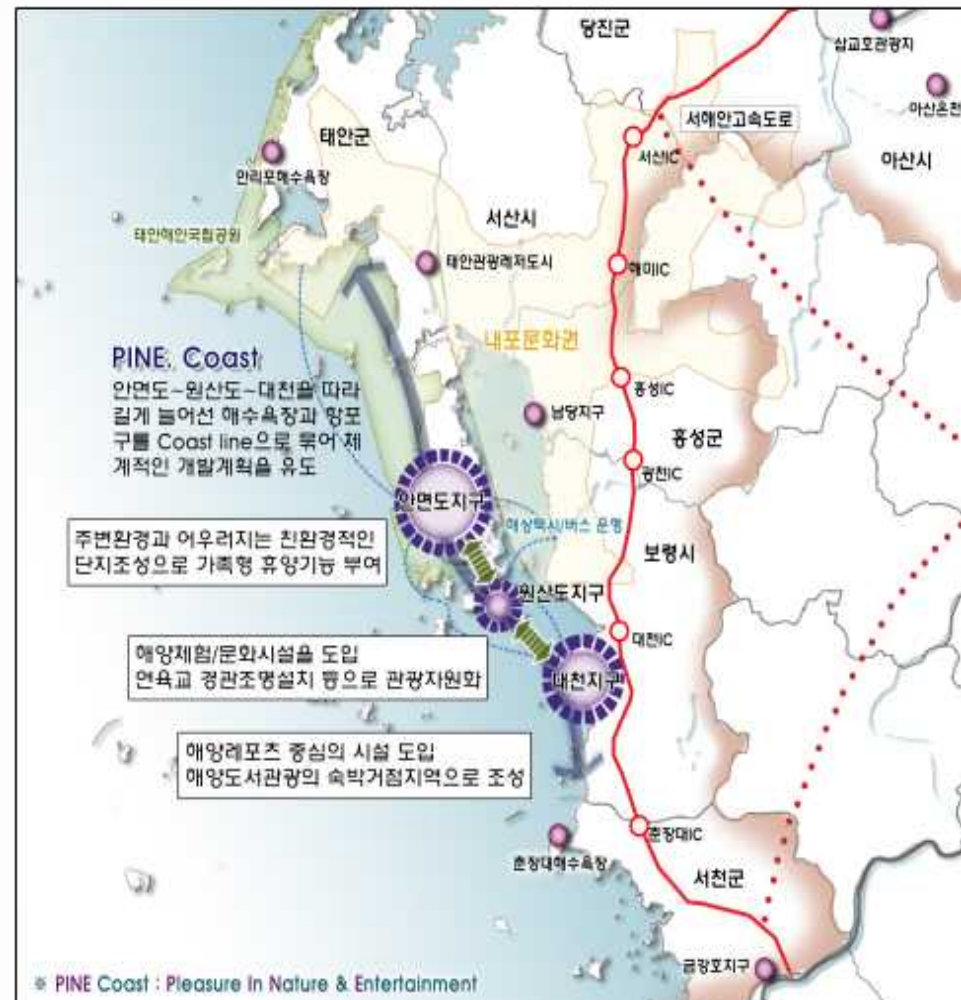 당진군
삽교호관광지
아산온천
서해안고속도로
태안군
서산IC
아산시
만리포해수욕장
서산시
태안해안국립공원
태안관광레저도시
해미IC
내포문화권
PINE. Coast
안면도~원산도~대천을 따라
길게 늘어선 해수욕장과 항포
구를 Coast line으로 묶어 체
계적인 개발계획을 유도
홍성IC
남당지구
홍성군
광천IC
안면도지구
해상택시/버스 운행
주변환경과 어우러지는 친환경적인
단지조성으로 가족형 휴양기능 부여
보령시
원산도지구
대천IC
해양체험/문화시설을 도입
연육교 경관조명설치 등으로 관광자원화
대천지구
해양레포츠 중심의 시설 도입
해양도서관광의 숙박거점지역으로 조성
춘장대IC
춘장대해수욕장
서천군
금강호지구
※ PINE Coast : Pleasure In Nature & Entertainment